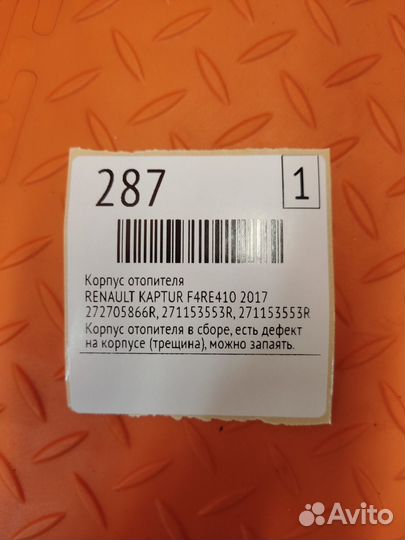 287
1
Корпус отопителя
RENAULT KAPTUR F4RE410 2017
272705866R, 271153553R, 271153553R
Корпус отопителя в сборе, есть дефект
на корпусе (трещина), можно запаять.
Avito